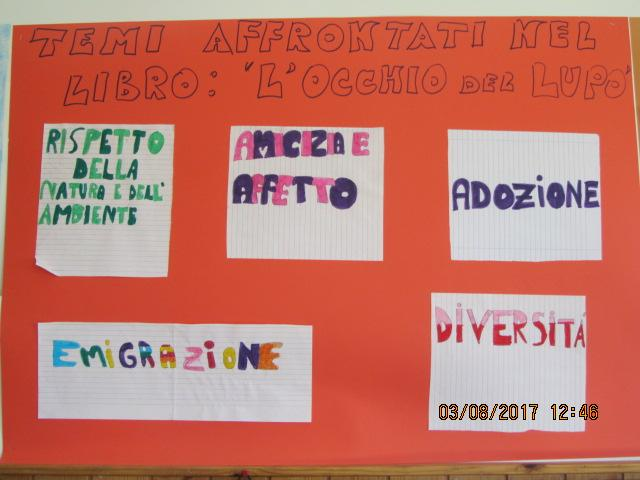 TEMI AFFRONTATI NEL
LIBRO: "L'OCCHIO DEL LUPO"
RISPETTO
DELLA
NATURA E DELL'
AMBIENTE
AMICIZIA E
AFFETTO
ADOZIONE
EMIGRAZIONE
DIVERSITÁ
03/08/2017 12:46